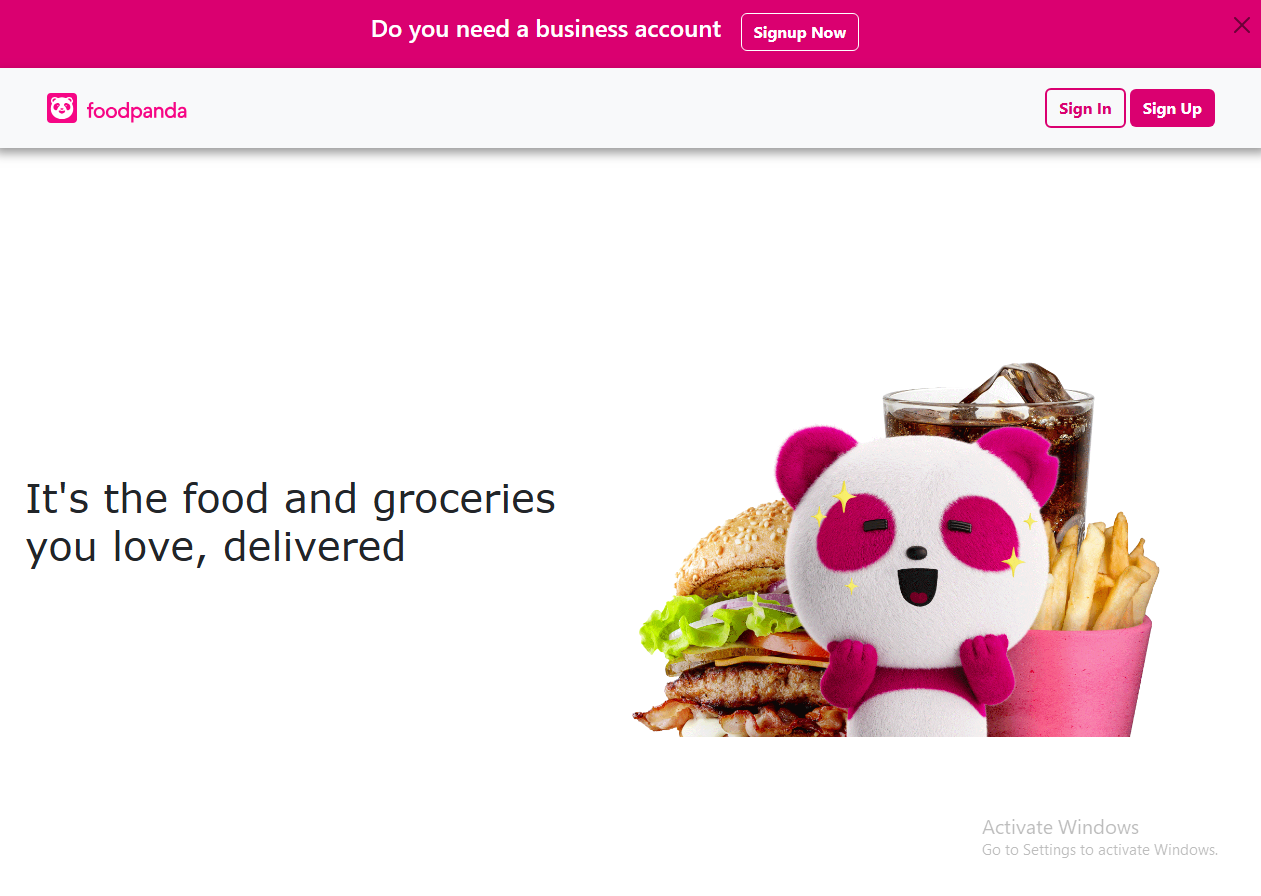 Do you need a business account
Signup Now
foodpanda
Sign In
Sign Up
It's the food and groceries
you love, delivered
Activate Windows
Go to Settings to activate Windows.